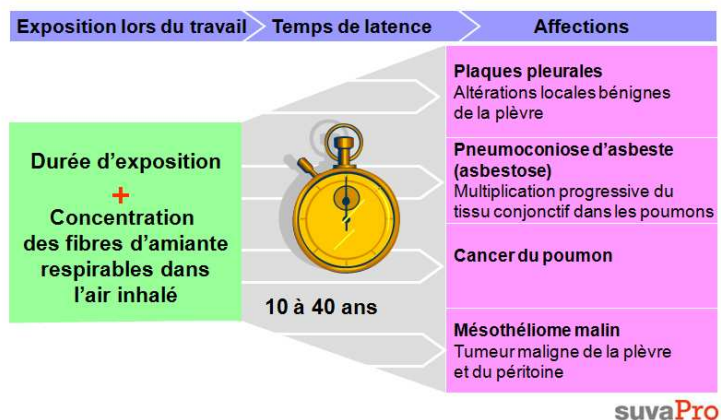 Exposition lors du travail
Temps de latence
Affections
Durée d'exposition
+
Concentration
des fibres d'amiante
respirables dans
l'air inhalé
10 à 40 ans
Plaques pleurales
Altérations locales bénignes
de la plèvre
Pneumoconiose d'asbeste
(asbestose)
Multiplication progressive du
tissu conjonctif dans les poumons
Cancer du poumon
Mésothéliome malin
Tumeur maligne de la plèvre
et du péritoine
suvaPro